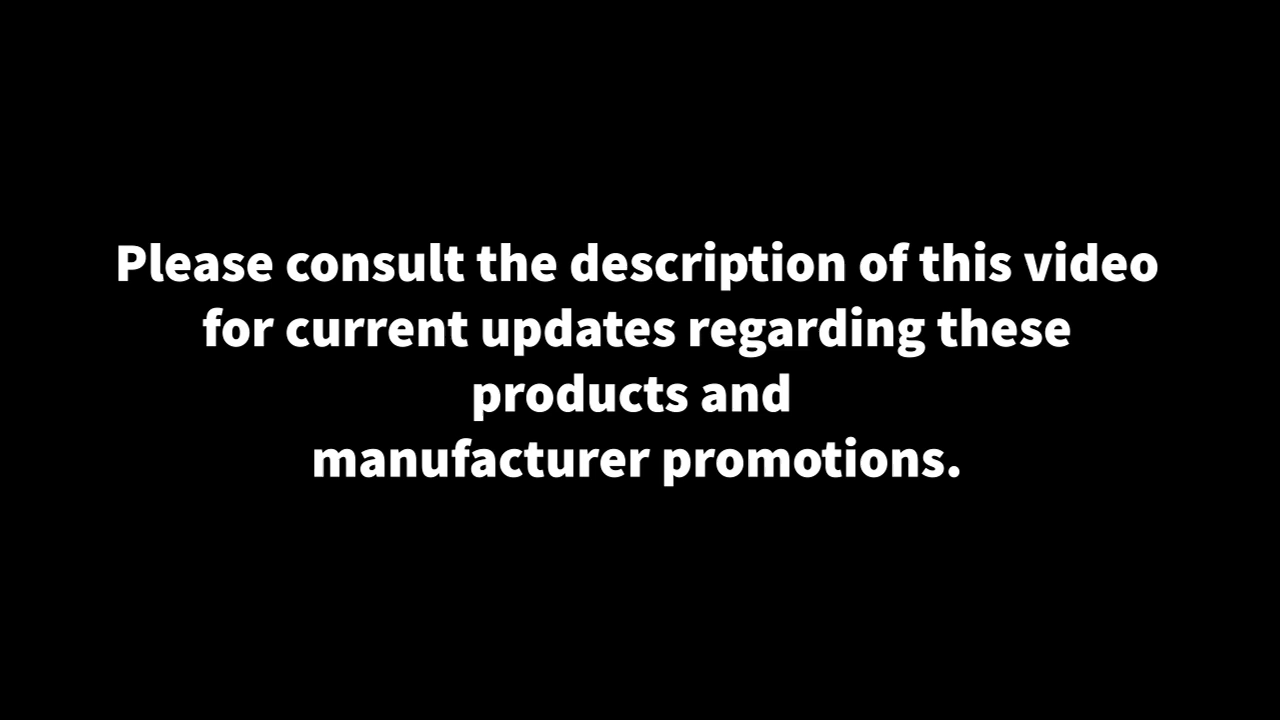 Please consult the description of this video
for current updates regarding these
products and
manufacturer promotions.